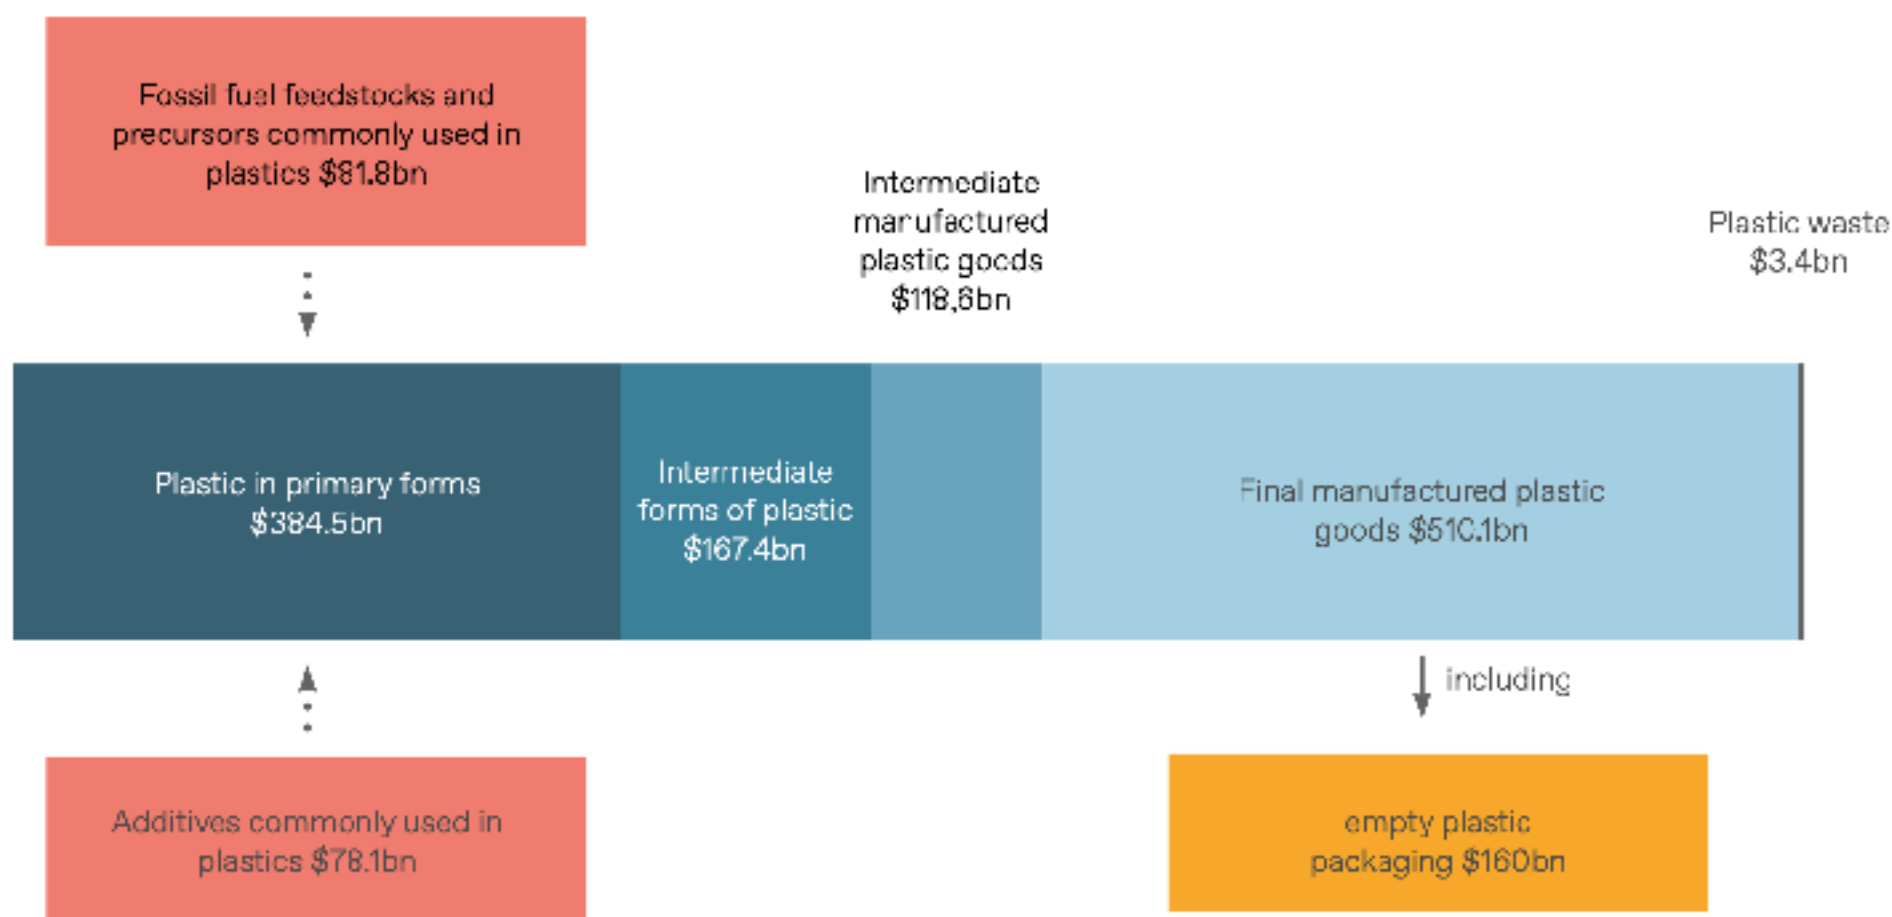 Fossil fuel feedstocks and
precursors commonly used in
plastics $81.8bn
Intermediate
manufactured
plastic goods
$118,6bn
Plastic waste
$3.4bn
Plastic in primary forms
$384.5bn
Intermediate
forms of plastic
$167.4bn
Final manufactured plastic
goods $510.1bn
including
Additives commonly used in
plastics $78.1bn
empty plastic
packaging $160bn